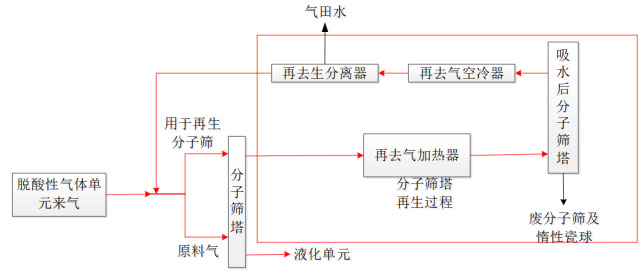 气田水
再去生分离器
再去气空冷器
吸水后分子筛塔
用于再生
分子筛
脱酸性气体单
元来气
分子筛塔
再去气加热器
分子筛塔
再生过程
原料气
液化单元
废分子筛及
惰性瓷球